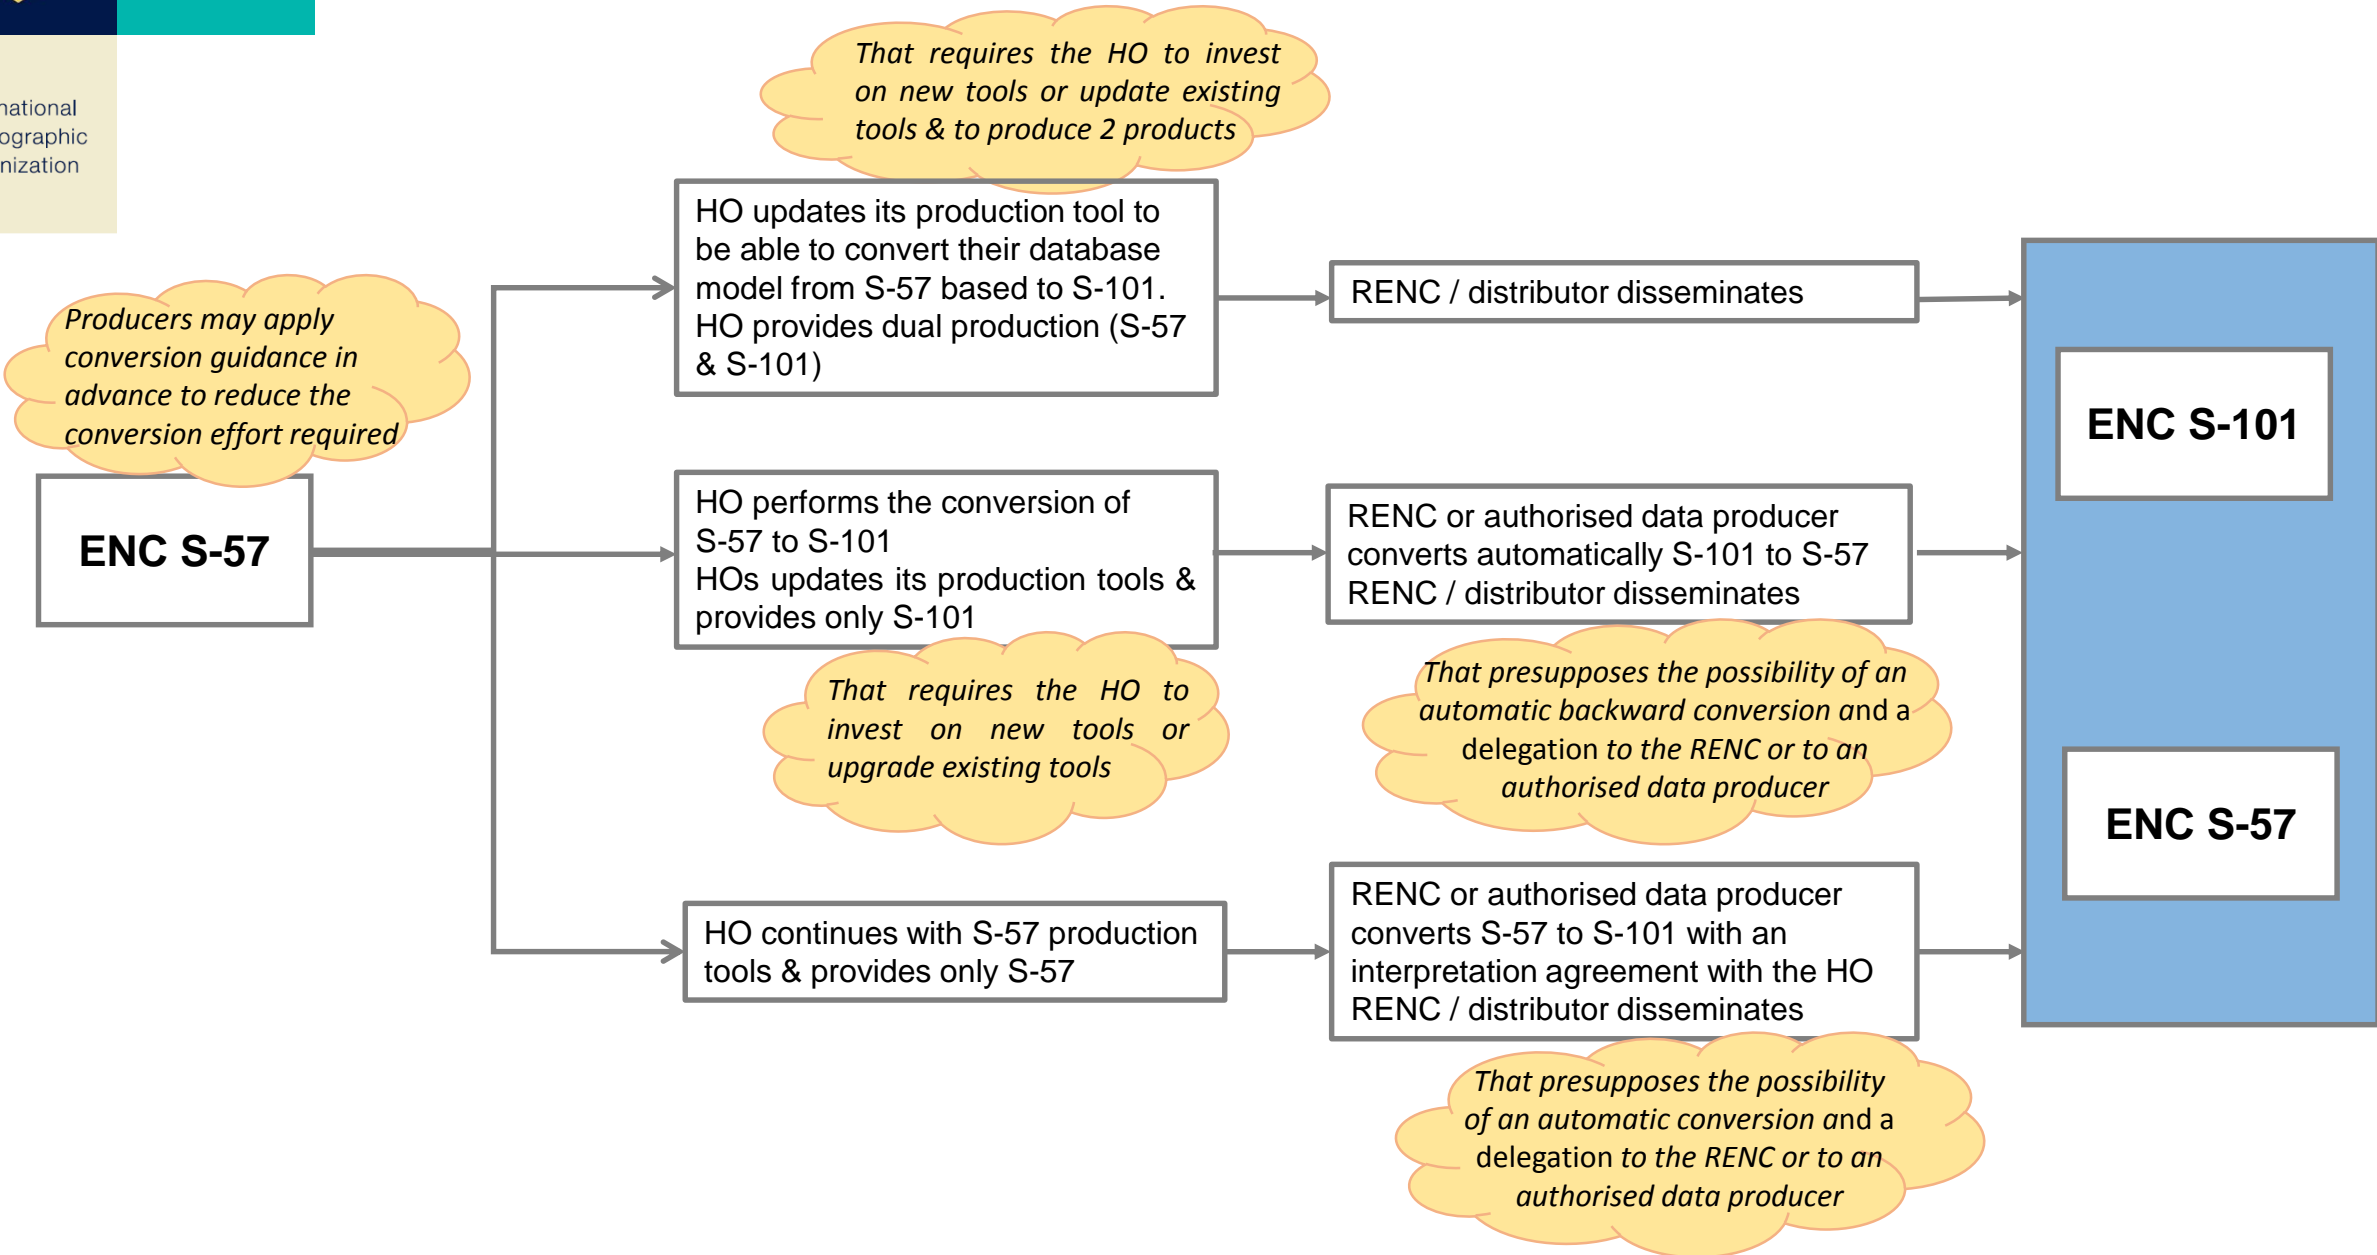 national
ographic
nization
That requires the HO to invest
on new tools or update existing
tools & to produce 2 products
HO updates its production tool to
be able to convert their database
model from S-57 based to S-101.
HO provides dual production (S-57
& S-101)
RENC / distributor disseminates
Producers may apply
conversion guidance in
advance to reduce the
conversion effort required
ENC S-57
HO performs the conversion of
S-57 to S-101
HOs updates its production tools &
provides only S-101
RENC or authorised data producer
converts automatically S-101 to S-57
RENC / distributor disseminates
That requires the HO to
invest on new tools or
upgrade existing tools
That presupposes the possibility of an
automatic backward conversion and a
delegation to the RENC or to an
authorised data producer
HO continues with S-57 production
tools & provides only S-57
RENC or authorised data producer
converts S-57 to S-101 with an
interpretation agreement with the HO
RENC / distributor disseminates
That presupposes the possibility
of an automatic conversion and a
delegation to the RENC or to an
authorised data producer
ENC S-101
ENC S-57